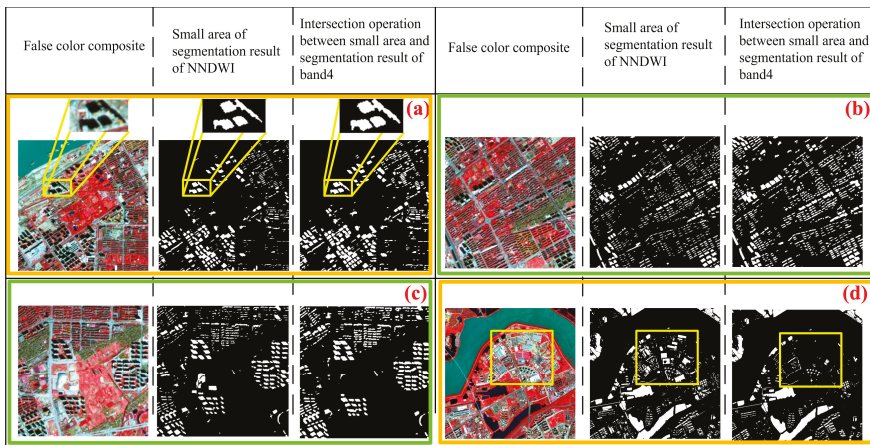 False color composite
Small area of
segmentation result
of NNDWI
Intersection operation
between small area and
segmentation result of
band4
False color composite
Small area of
segmentation result
of NNDWI
Intersection operation
between small area and
segmentation result of
band4
(a)
(b)
(c)
(d)